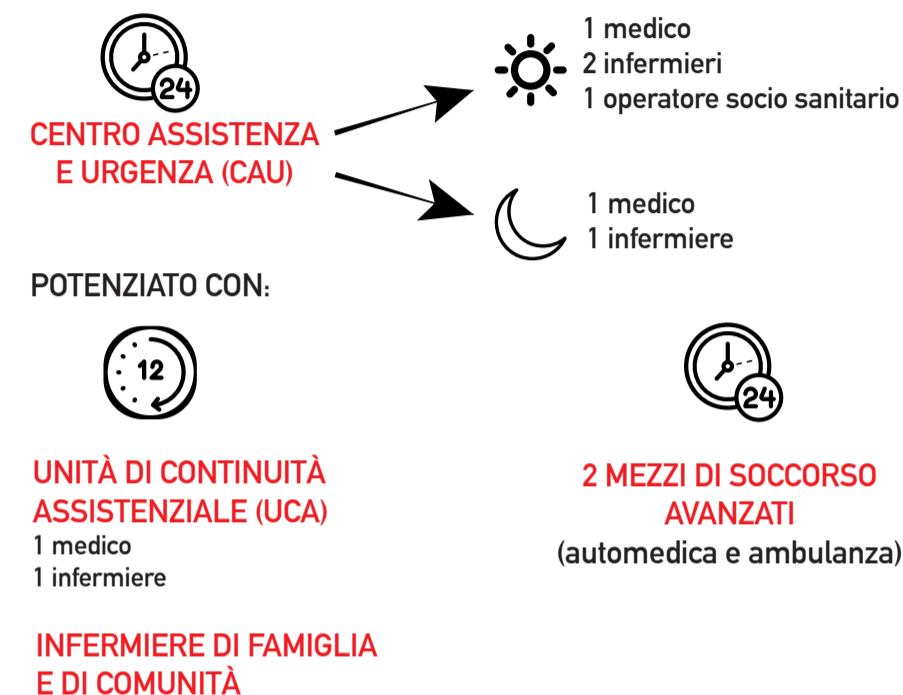 24
CENTRO ASSISTENZA
E URGENZA (CAU)
1 medico
2 infermieri
1 operatore socio sanitario
1 medico
1 infermiere
POTENZIATO CON:
12
UNITÀ DI CONTINUITÀ
ASSISTENZIALE (UCA)
1 medico
1 infermiere
INFERMIERE DI FAMIGLIA
E DI COMUNITÀ
24
2 MEZZI DI SOCCORSO
AVANZATI
(automedica e ambulanza)